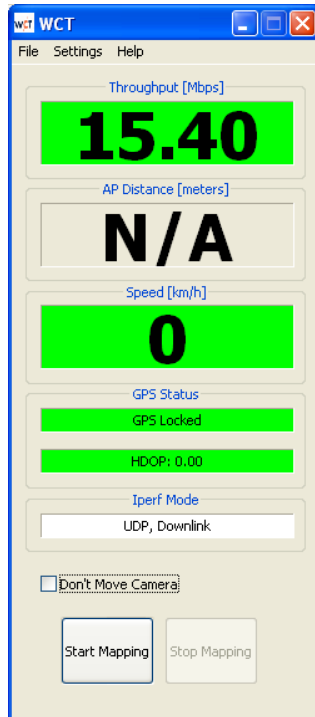 WCT WCT
File Settings Help
Throughput [Mbps]
15.40
AP Distance [meters]
N/A
Speed [km/h]
0
GPS Status
GPS Locked
HDOP: 0.00
Iperf Mode
UDP, Downlink
Don't Move Camera
Start Mapping Stop Mapping